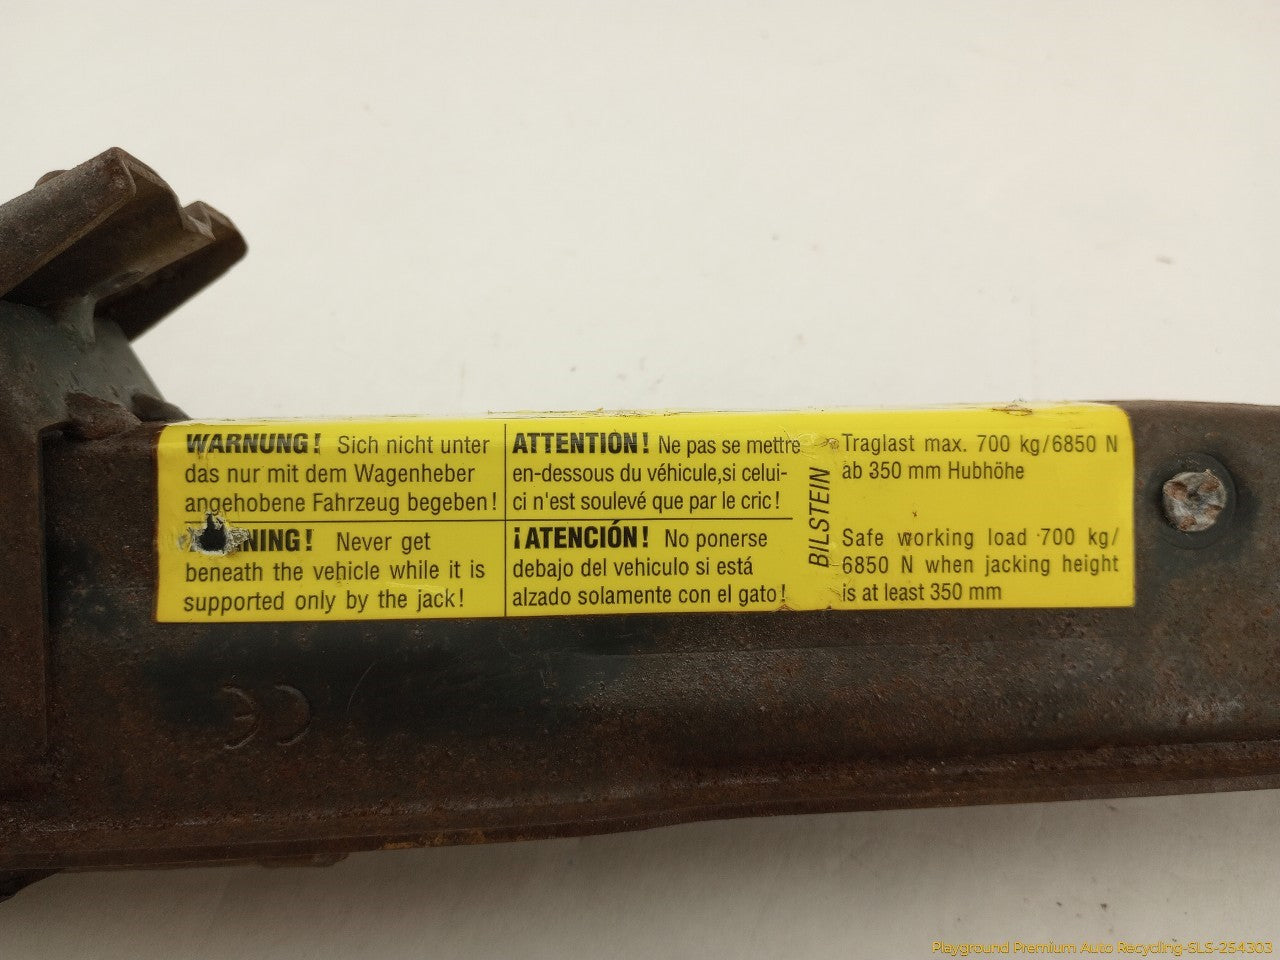 WARNUNG! Sich nicht unter
das nur mit dem Wagenheber
angehobene Fahrzeug begeben!
NING! Never get
beneath the vehicle while it is
supported only by the jack!
ATTENTION! Ne pas se mettre
en-dessous du véhicule,si celui-
ci n'est soulevé que par le cric!
¡ATENCIÓN! No ponerse
debajo del vehiculo si está
alzado solamente con el gato!
BILSTEIN
Traglast max. 700 kg/6850 N
ab 350 mm Hubhöhe
Safe working load 700 kg/
6850 N when jacking height
is at least 350 mm
CE
Playground Premium Auto Recycling-SLS-254303